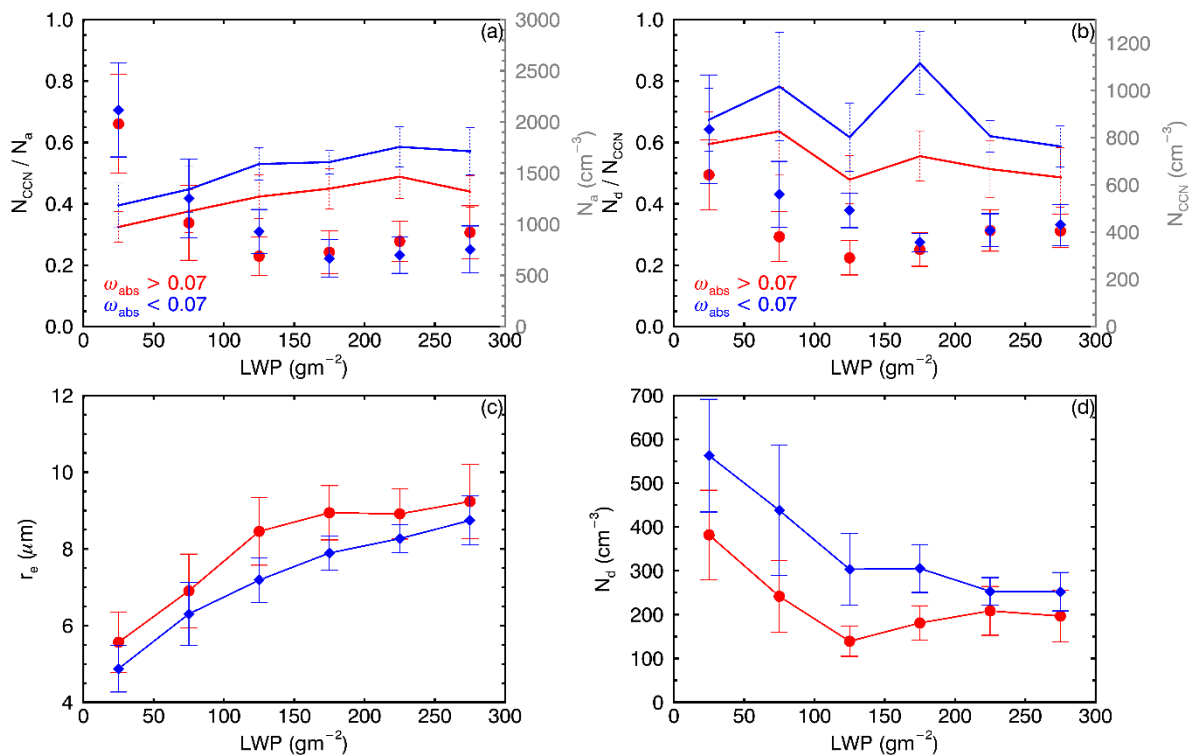 (a)
1.0
0.8
0.6
0.4
0.2
0.0
N_CCN / N_a
3000
2500
2000
1500
1000
500
0
N_a (cm⁻³)
ω_abs > 0.07
ω_abs < 0.07
0 50 100 150 200 250 300
LWP (gm⁻²)
(b)
1.0
0.8
0.6
0.4
0.2
0.0
N_d / N_CCN
1200
1000
800
600
400
200
0
N_CCN (cm⁻³)
ω_abs > 0.07
ω_abs < 0.07
0 50 100 150 200 250 300
LWP (gm⁻²)
(c)
12
10
8
6
4
r_e (μm)
0 50 100 150 200 250 300
LWP (gm⁻²)
(d)
700
600
500
400
300
200
100
0
N_d (cm⁻³)
0 50 100 150 200 250 300
LWP (gm⁻²)